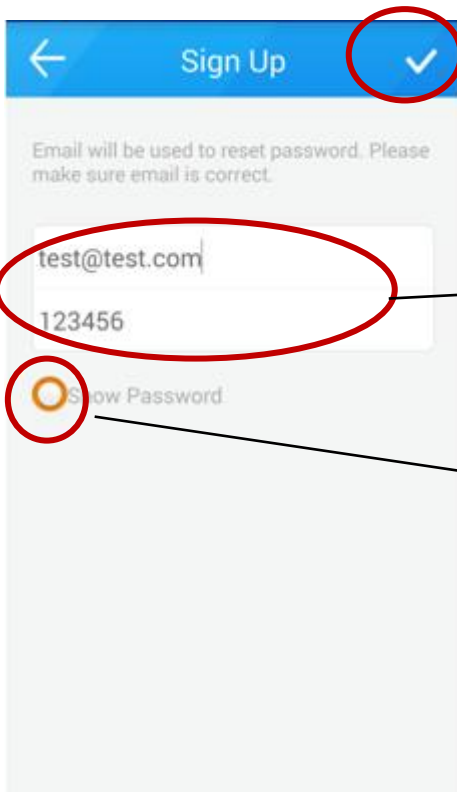 Sign Up
Email will be used to reset password. Please
make sure email is correct.
test@test.com
123456
Show Password